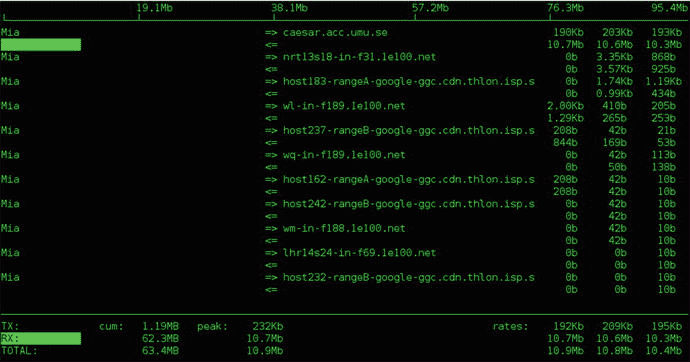 19.1Mb 38.1Mb 57.2Mb 76.3Mb 95.4Mb
Mia => caesar.acc.umu.se 190Kb 203Kb 193Kb
<= 10.7Mb 10.6Mb 10.3Mb
Mia => nrt13s18-in-f31.1e100.net 0b 3.35Kb 868b
<= 0b 3.57Kb 925b
Mia => host183-rangeA-google-ggc.cdn.thlon.isp.s 0b 1.74Kb 1.19Kb
<= 0b 0.99Kb 434b
Mia => wl-in-f189.1e100.net 2.00Kb 410b 205b
<= 1.29Kb 265b 253b
Mia => host237-rangeB-google-ggc.cdn.thlon.isp.s 208b 42b 21b
<= 844b 169b 53b
Mia => wq-in-f189.1e100.net 0b 42b 113b
<= 0b 50b 138b
Mia => host162-rangeA-google-ggc.cdn.thlon.isp.s 208b 42b 10b
<= 208b 42b 10b
Mia => host242-rangeB-google-ggc.cdn.thlon.isp.s 0b 42b 10b
<= 0b 42b 10b
Mia => wm-in-f188.1e100.net 0b 42b 10b
<= 0b 42b 10b
Mia => lhr14s24-in-f69.1e100.net 0b 0b 10b
<= 0b 0b 10b
Mia => host232-rangeB-google-ggc.cdn.thlon.isp.s 0b 0b 10b
<= 0b 0b 10b
TX: cum: 1.19MB peak: 232Kb rates: 192Kb 209Kb 195Kb
RX: 62.3MB 10.7Mb 10.7Mb 10.6Mb 10.3Mb
TOTAL: 63.4MB 10.9Mb 10.9Mb 10.8Mb 10.4Mb